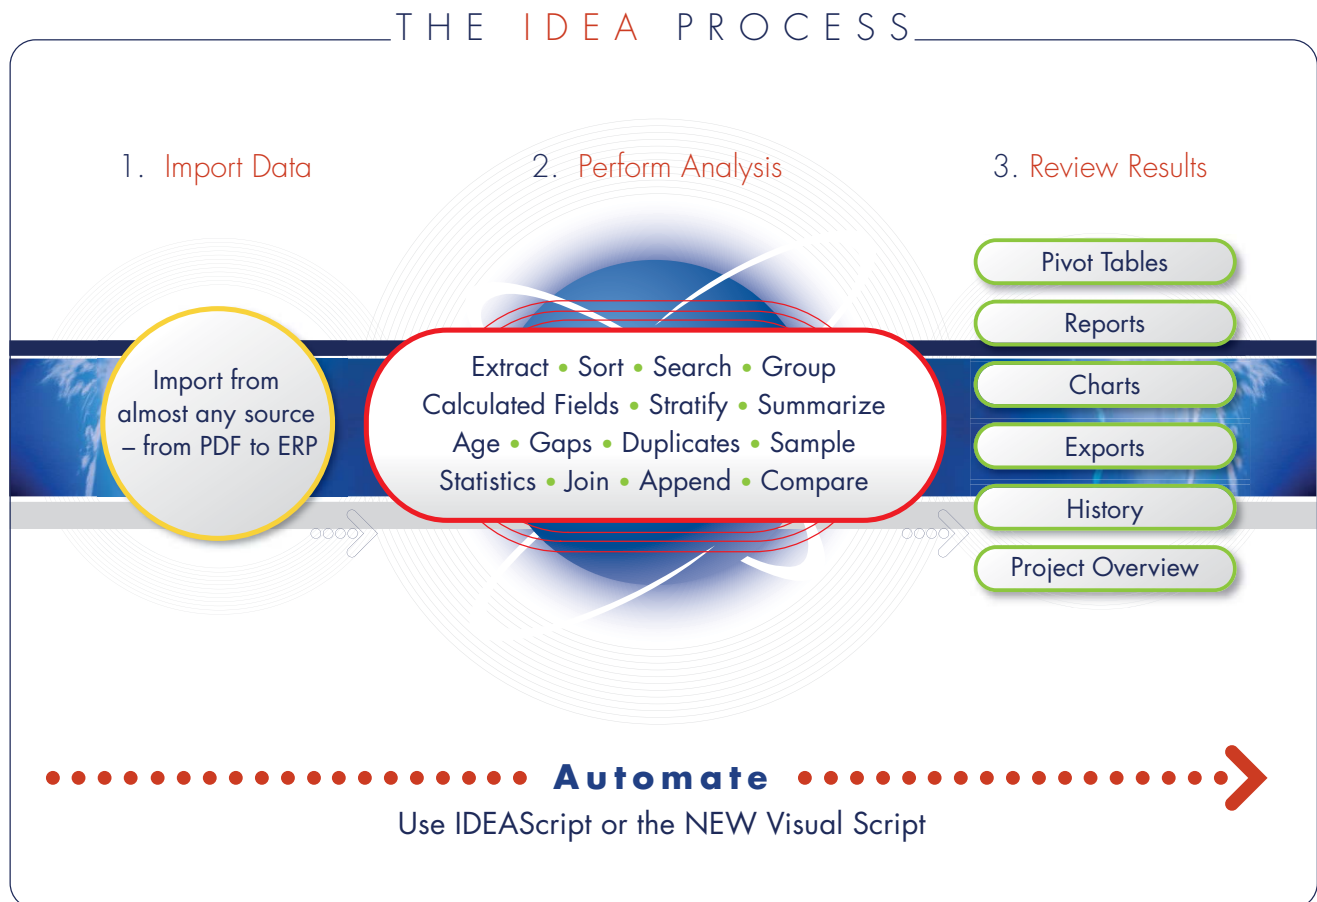 THE IDEA PROCESS
1. Import Data
Import from
almost any source
– from PDF to ERP
2. Perform Analysis
Extract • Sort • Search • Group
Calculated Fields • Stratify • Summarize
Age • Gaps • Duplicates • Sample
Statistics • Join • Append • Compare
3. Review Results
Pivot Tables
Reports
Charts
Exports
History
Project Overview
Automate
Use IDEAScript or the NEW Visual Script